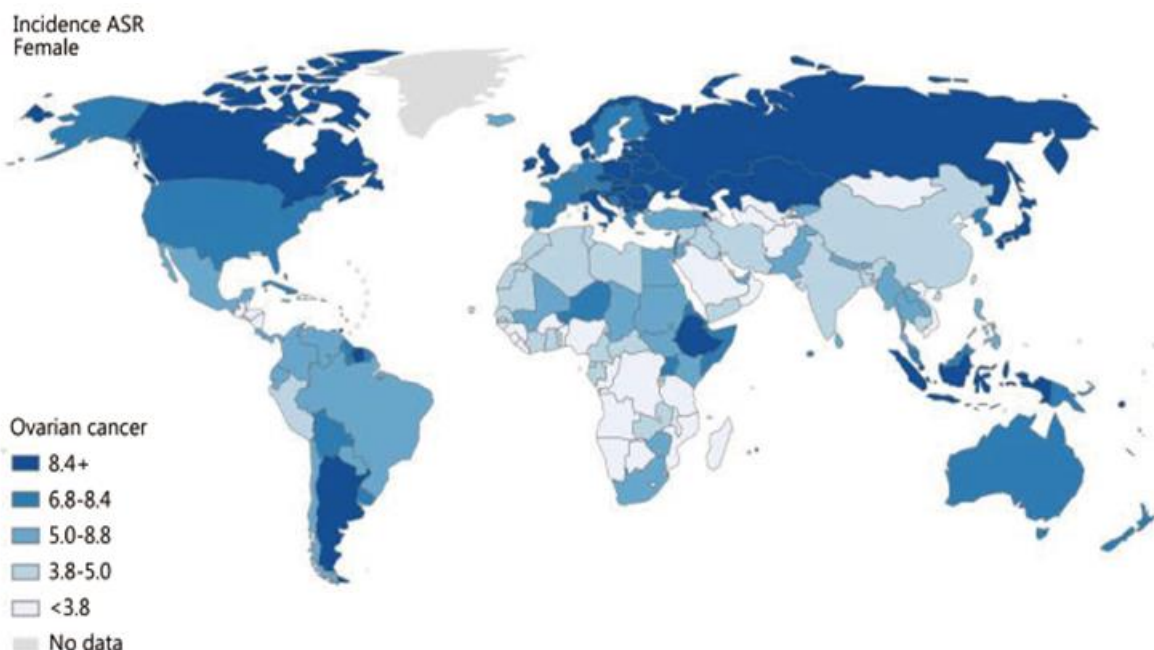 Incidence ASR
Female
Ovarian cancer
8.4+
6.8-8.4
5.0-8.8
3.8-5.0
<3.8
No data